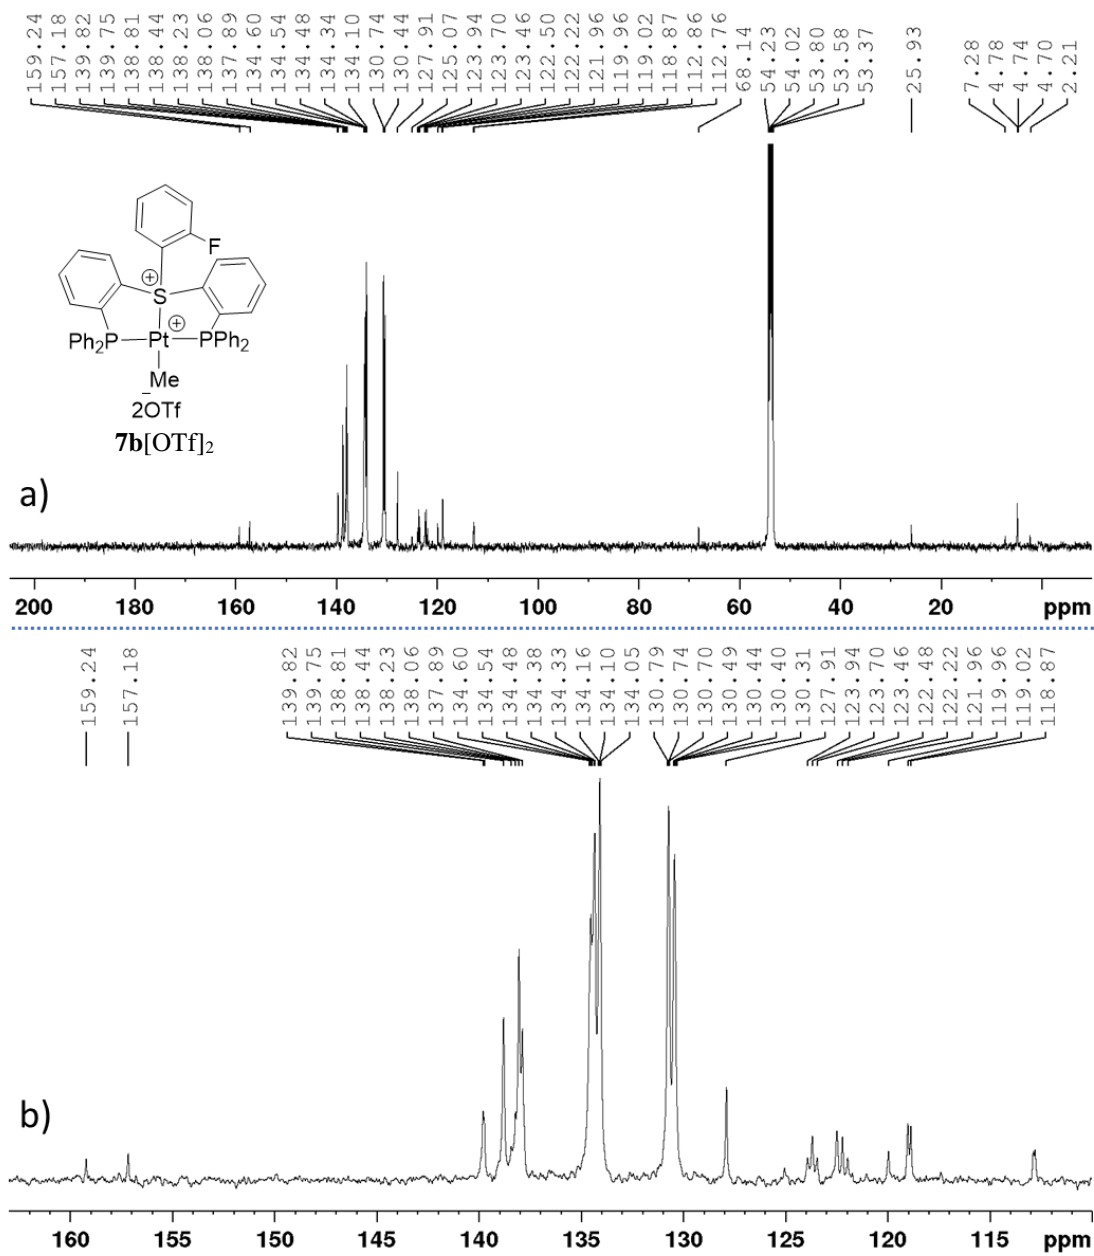 159.24 157.18 139.82 139.75 138.81 138.44 138.23 138.06 137.89 134.60 134.54 134.48 134.34 134.10 130.74 130.44 127.91 125.07 123.94 123.70 123.46 122.50 122.22 121.96 119.96 119.02 118.87 112.86 112.76 68.14 54.23 54.02 53.80 53.58 53.37 25.93 7.28 4.78 4.74 4.70 2.21
F
S⊕
Ph₂P Pt⊕ PPh₂
Me
2OTf⁻
7b[OTf]₂
a)
200 180 160 140 120 100 80 60 40 20 ppm
159.24 157.18 139.82 139.75 138.81 138.44 138.23 138.06 137.89 134.60 134.54 134.48 134.38 134.33 134.16 134.10 134.05 130.79 130.74 130.70 130.49 130.44 130.40 130.31 127.91 123.94 123.70 123.46 122.48 122.22 121.96 119.96 119.02 118.87
b)
160 155 150 145 140 135 130 125 120 115 ppm